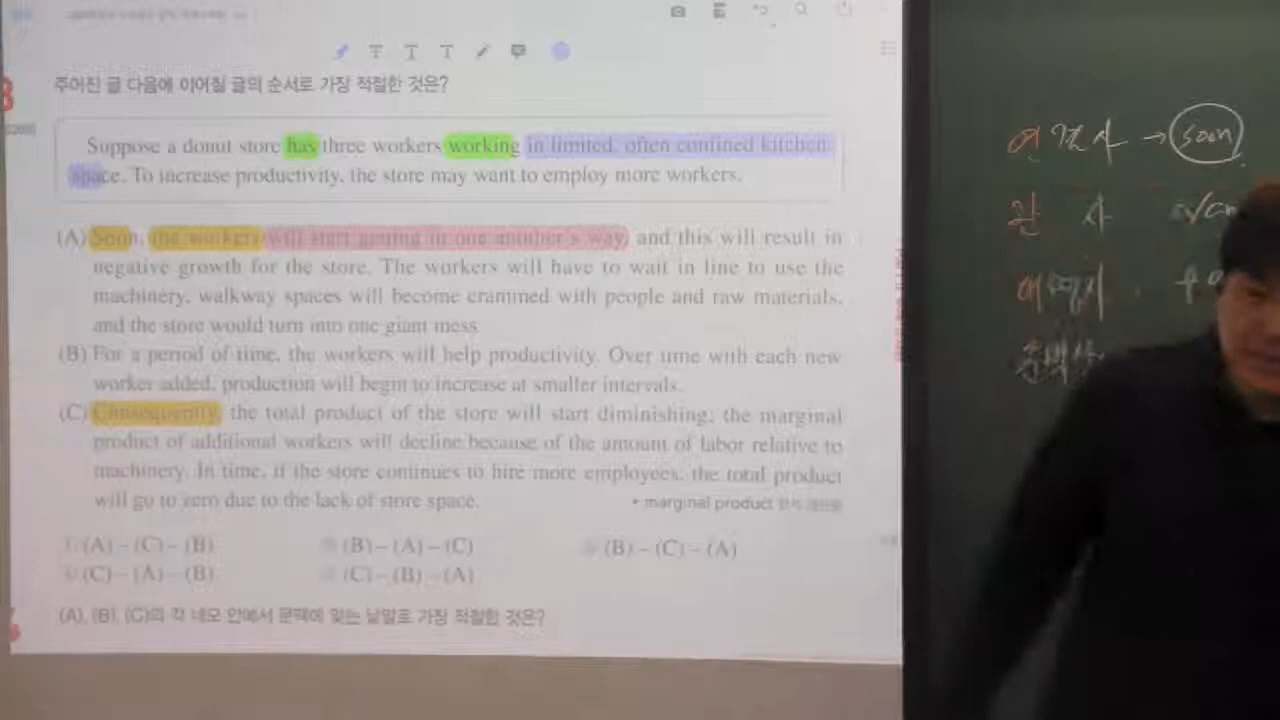 주어진 글 다음에 이어질 글의 순서로 가장 적절한 것은?
Suppose a donut store has three workers working in limited, often confined kitchen
space. To increase productivity, the store may want to employ more workers.
(A) Soon, the workers will start getting in one another's way, and this will result in
negative growth for the store. The workers will have to wait in line to use the
machinery, walkway spaces will become crammed with people and raw materials,
and the store would turn into one giant mess
(B) For a period of time, the workers will help productivity. Over time with each new
worker added, production will begin to increase at smaller intervals.
(C) Consequently, the total product of the store will start diminishing; the marginal
product of additional workers will decline because of the amount of labor relative to
machinery. In time, if the store continues to hire more employees, the total product
will go to zero due to the lack of store space.
* marginal product
(A) – (C) – (B)
(B) – (A) – (C)
(B) – (C) – (A)
(C) – (A) – (B)
(C) – (B) – (A)
(A), (B), (C)의 각 네모 안에서 문맥에 맞는 낱말로 가장 적절한 것은?
→ soon